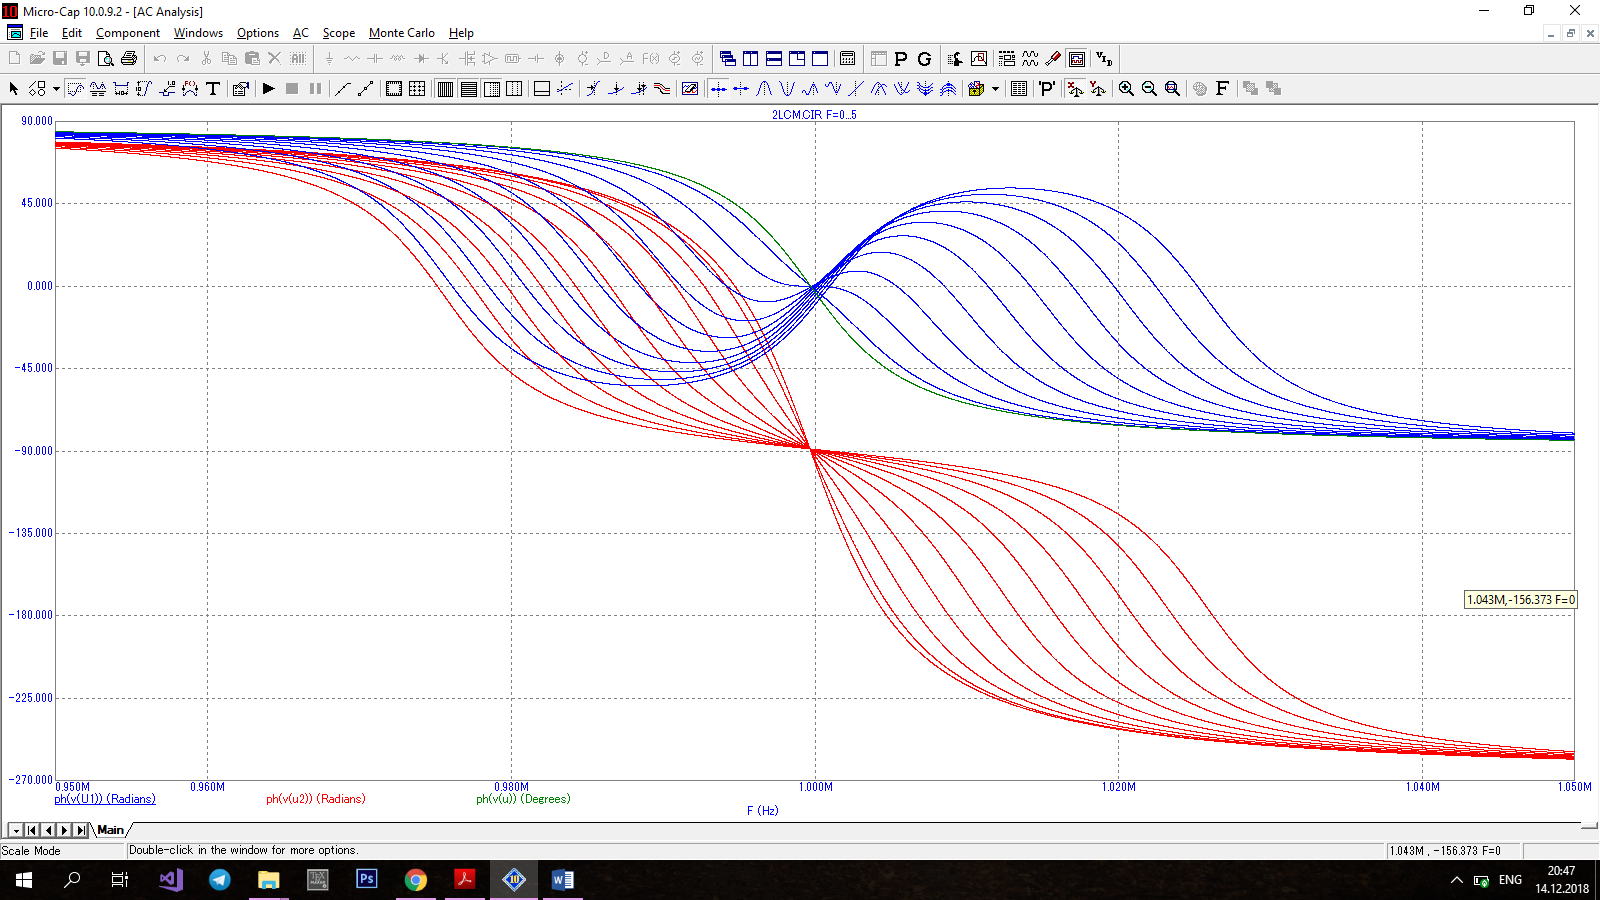 10 Micro-Cap 10.0.9.2 - [AC Analysis]
File Edit Component Windows Options AC Scope Monte Carlo Help
2LCM.CIR F=0...5
90.000
45.000
0.000
-45.000
-90.000
-135.000
-180.000
-225.000
-270.000
1.043M,-156.373 F=0
0.950M 0.960M 0.980M 1.000M 1.020M 1.040M 1.050M
ph(v(U1)) (Radians) ph(v(u2)) (Radians) ph(v(u)) (Degrees)
F (Hz)
Main
Scale Mode Double-click in the window for more options. 1.043M , -156.373 F=0
Ps 10 W ENG 20:47
14.12.2018